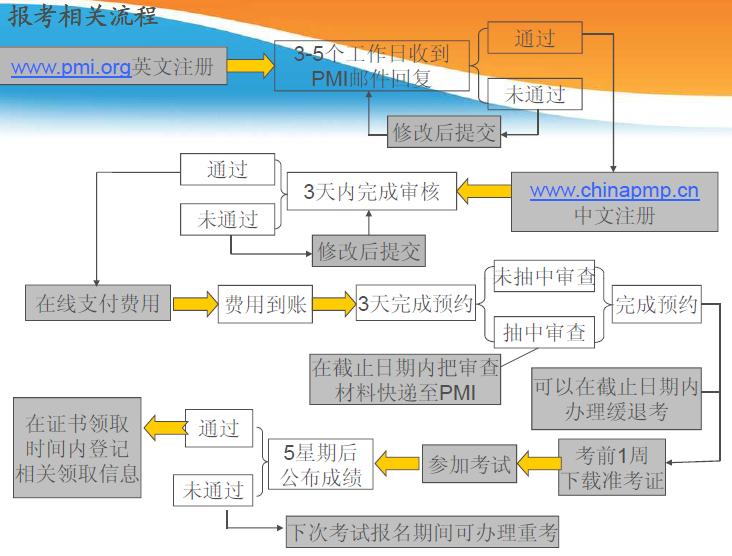 报考相关流程
www.pmi.org英文注册
3-5个工作日收到
PMI邮件回复
通过
未通过
修改后提交
www.chinapmp.cn
中文注册
3天内完成审核
通过
未通过
修改后提交
在线支付费用
费用到账
3天完成预约
未抽中审查
抽中审查
完成预约
在截止日期内把审查
材料快递至PMI
可以在截止日期内
办理缓退考
考前1周
下载准考证
参加考试
5星期后
公布成绩
通过
未通过
在证书领取
时间内登记
相关领取信息
下次考试报名期间可办理重考